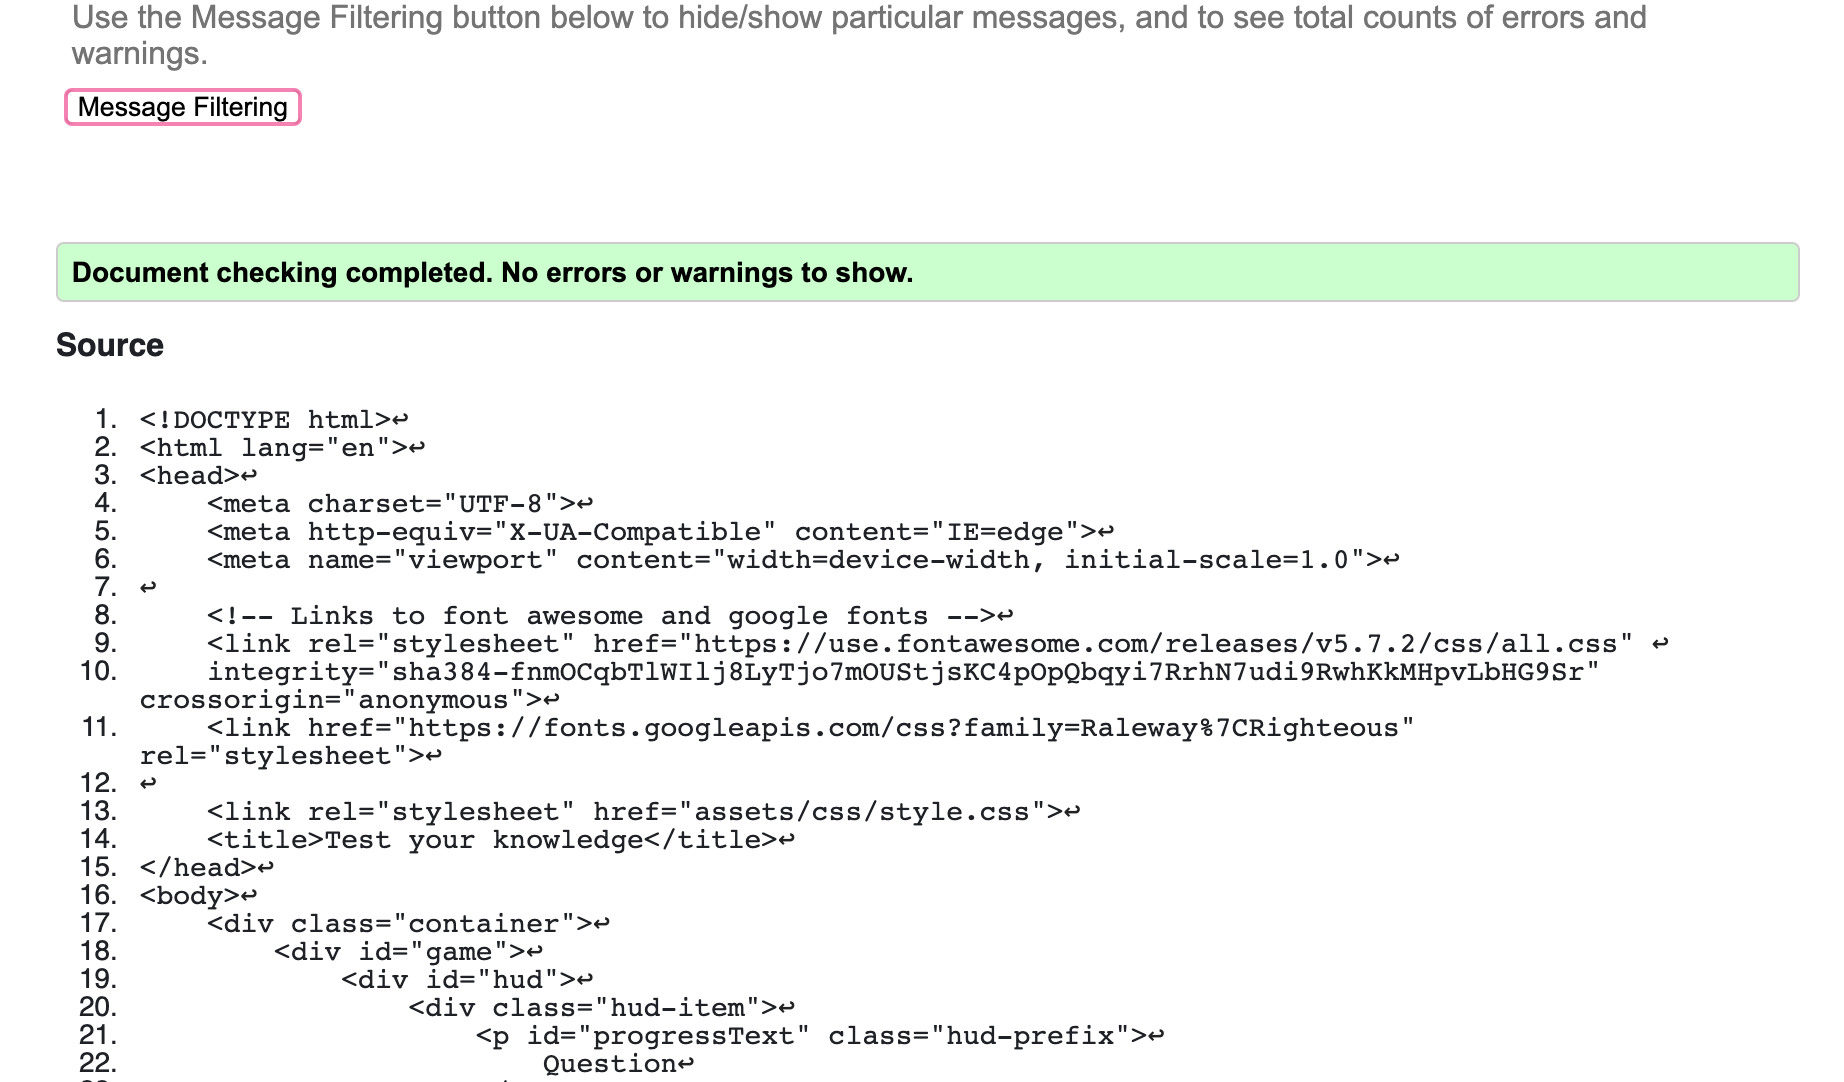 Use the Message Filtering button below to hide/show particular messages, and to see total counts of errors and
warnings.
Message Filtering
Document checking completed. No errors or warnings to show.
Source
1. <!DOCTYPE html>↩
2. <html lang="en">↩
3. <head>↩
4.     <meta charset="UTF-8">↩
5.     <meta http-equiv="X-UA-Compatible" content="IE=edge">↩
6.     <meta name="viewport" content="width=device-width, initial-scale=1.0">↩
7. ↩
8.     <!-- Links to font awesome and google fonts -->↩
9.     <link rel="stylesheet" href="https://use.fontawesome.com/releases/v5.7.2/css/all.css" ↩
10.     integrity="sha384-fnmOCqbTlWIlj8LyTjo7mOUStjsKC4pOpQbqyi7RrhN7udi9RwhKkMHpvLbHG9Sr"
crossorigin="anonymous">↩
11.     <link href="https://fonts.googleapis.com/css?family=Raleway%7CRighteous"
rel="stylesheet">↩
12. ↩
13.     <link rel="stylesheet" href="assets/css/style.css">↩
14.     <title>Test your knowledge</title>↩
15. </head>↩
16. <body>↩
17.     <div class="container">↩
18.         <div id="game">↩
19.             <div id="hud">↩
20.                 <div class="hud-item">↩
21.                     <p id="progressText" class="hud-prefix">↩
22.                         Question↩